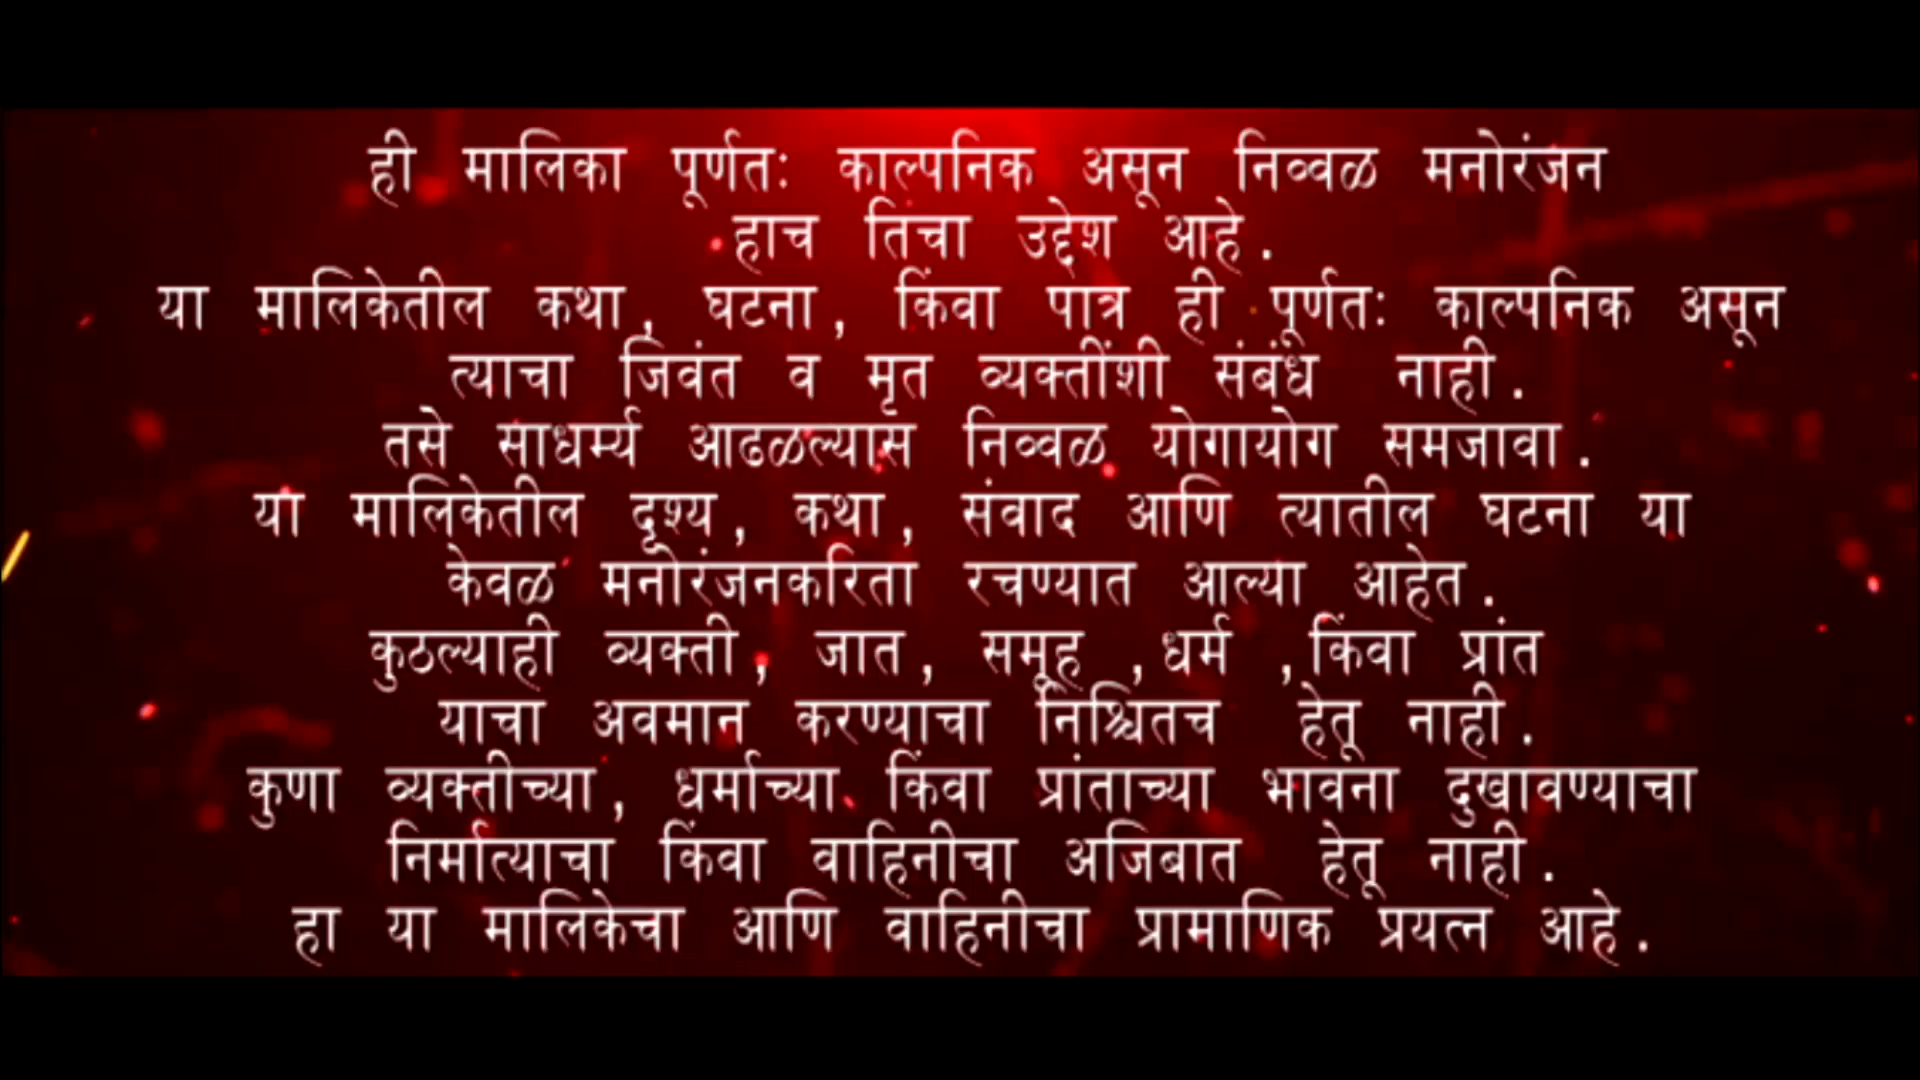 ही मालिका पूर्णतः काल्पनिक असून निव्वळ मनोरंजन
हाच तिचा उद्देश आहे.
या मालिकेतील कथा, घटना, किंवा पात्र ही पूर्णतः काल्पनिक असून
त्याचा जिवंत व मृत व्यक्तींशी संबंध नाही.
तसे साधर्म्य आढळल्यास निव्वळ योगायोग समजावा.
या मालिकेतील दृश्य, कथा, संवाद आणि त्यातील घटना या
केवळ मनोरंजनकरिता रचण्यात आल्या आहेत.
कुठल्याही व्यक्ती, जात, समूह ,धर्म ,किंवा प्रांत
याचा अवमान करण्याचा निश्चितच हेतू नाही.
कुणा व्यक्तीच्या, धर्माच्या किंवा प्रांताच्या भावना दुखावण्याचा
निर्मात्याचा किंवा वाहिनीचा अजिबात हेतू नाही.
हा या मालिकेचा आणि वाहिनीचा प्रामाणिक प्रयत्न आहे.